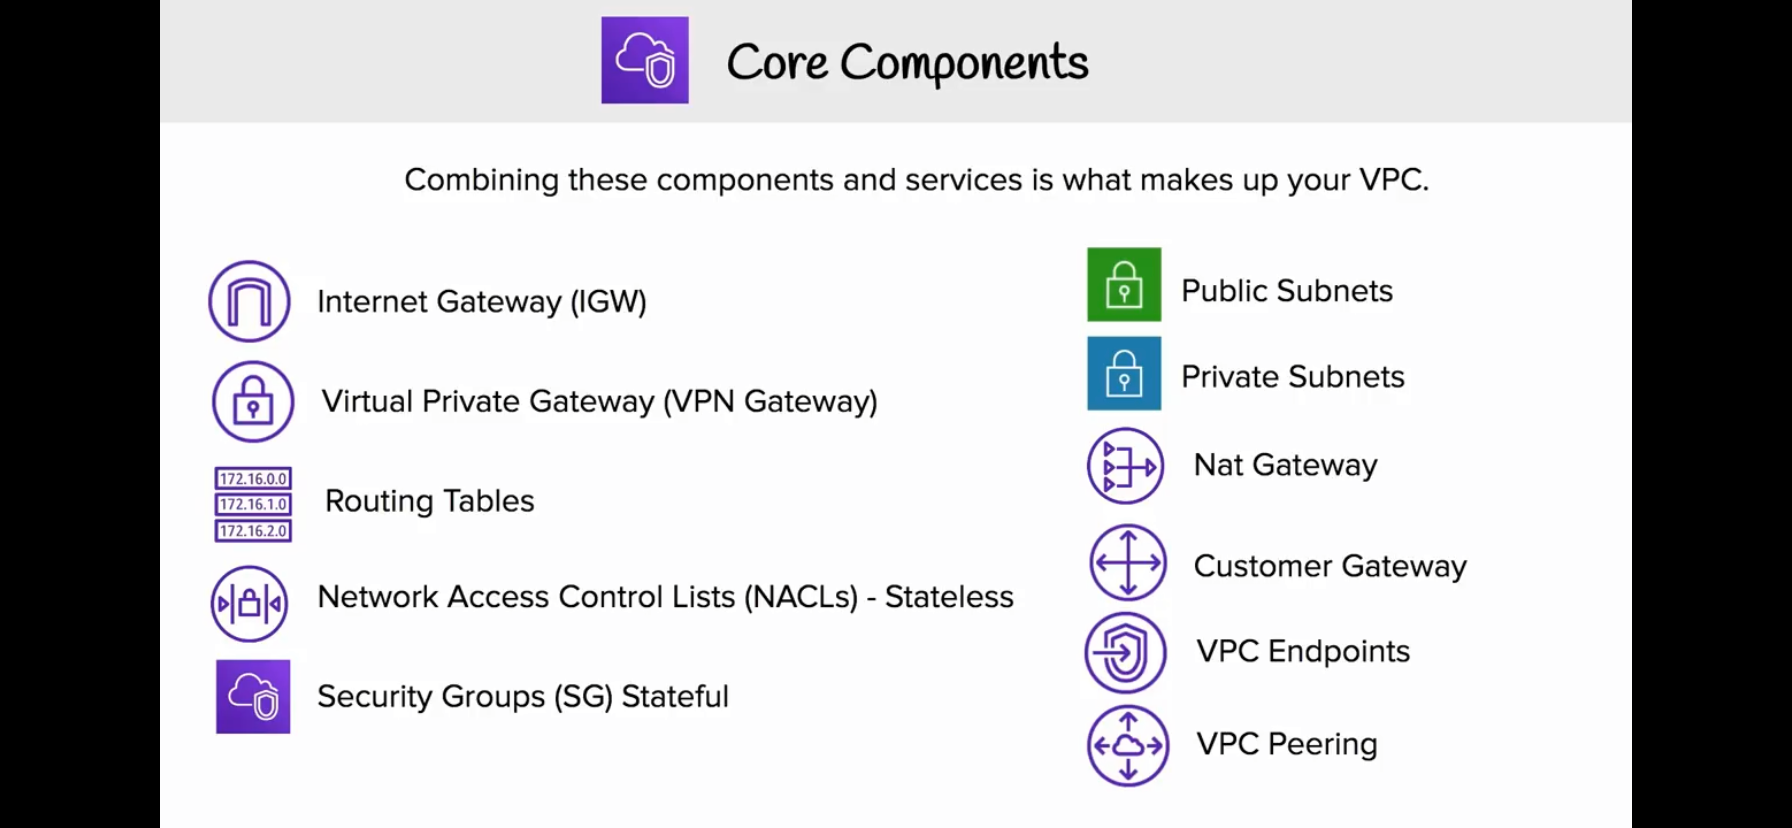 Core Components
Combining these components and services is what makes up your VPC.
Internet Gateway (IGW)
Virtual Private Gateway (VPN Gateway)
172.16.0.0
172.16.1.0
172.16.2.0
Routing Tables
Network Access Control Lists (NACLs) - Stateless
Security Groups (SG) Stateful
Public Subnets
Private Subnets
Nat Gateway
Customer Gateway
VPC Endpoints
VPC Peering